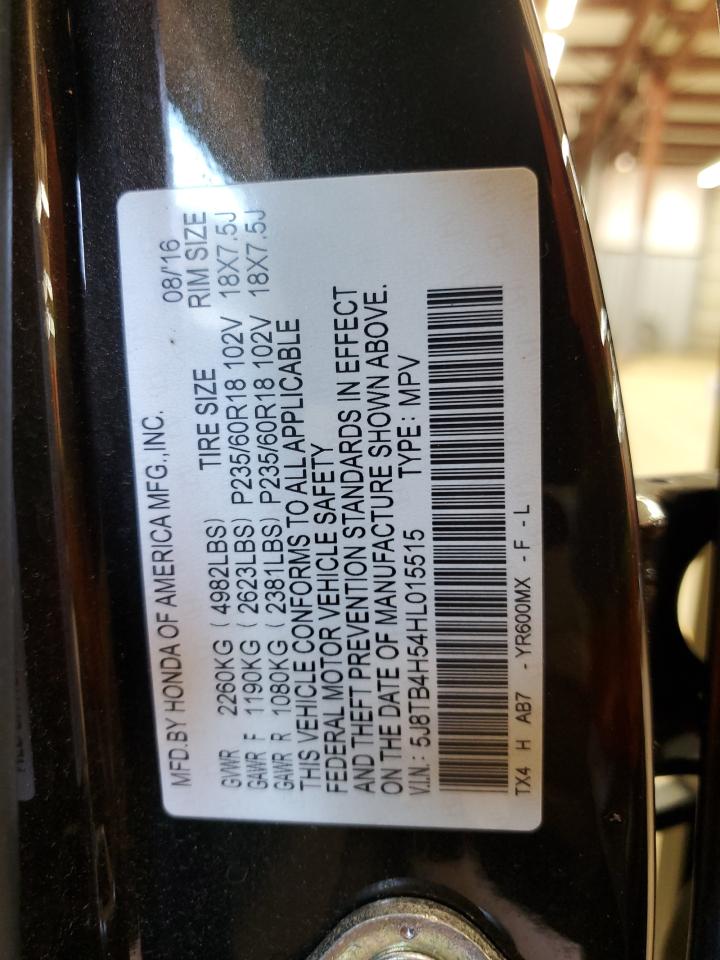 MFD.BY HONDA OF AMERICA MFG.,INC. 08/'16
TIRE SIZE RIM SIZE
GVWR 2260KG (4982LBS)
GAWR F 1190KG (2623LBS) P235/60R18 102V 18X7.5J
GAWR R 1080KG (2381LBS) P235/60R18 102V 18X7.5J
THIS VEHICLE CONFORMS TO ALL APPLICABLE
FEDERAL MOTOR VEHICLE SAFETY
AND THEFT PREVENTION STANDARDS IN EFFECT
ON THE DATE OF MANUFACTURE SHOWN ABOVE.
V.I.N.: 5J8TB4H54HL015515 TYPE: MPV
TX4 H AB7 - YR600MX - F - L